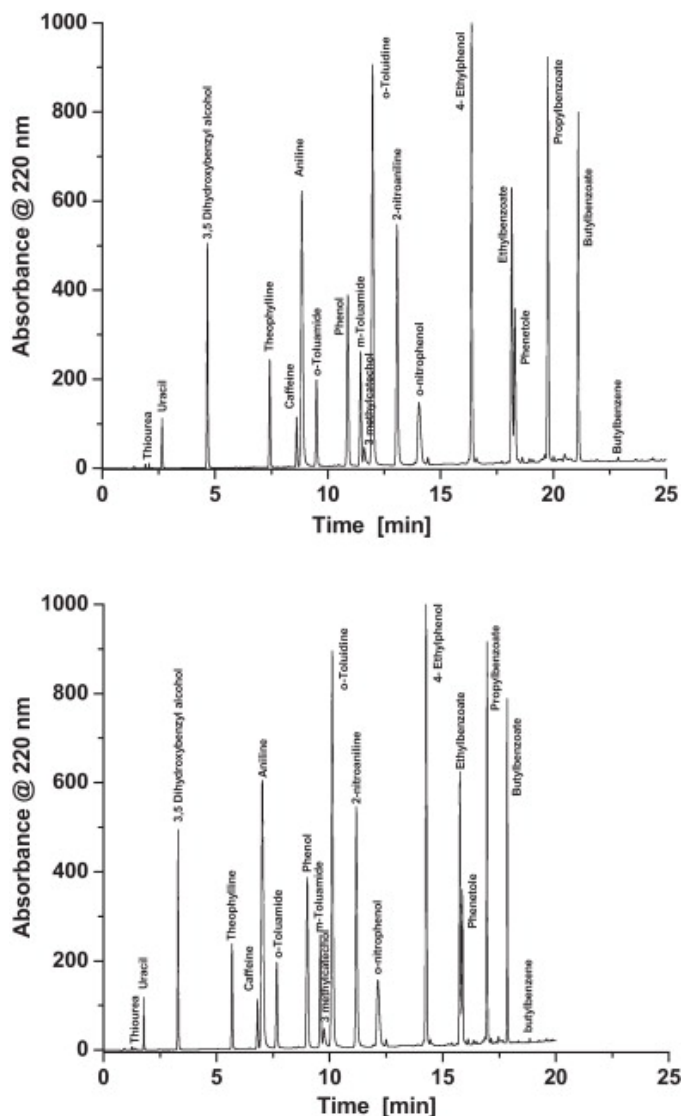 1000
800
600
400
200
0
Absorbance @ 220 nm
Thiourea
Uracil
3,5 Dihydroxybenzyl alcohol
Theophylline
Caffeine
Aniline
o-Toluamide
Phenol
m-Toluamide
3 methylcatechol
o-Toluidine
2-nitroaniline
o-nitrophenol
4- Ethylphenol
Ethylbenzoate
Phenetole
Propylbenzoate
Butylbenzoate
Butylbenzene
0 5 10 15 20 25
Time [min]
1000
800
600
400
200
0
Absorbance @ 220 nm
Thiourea
Uracil
3,5 Dihydroxybenzyl alcohol
Theophylline
Caffeine
Aniline
o-Toluamide
Phenol
m-Toluamide
3 methylcatechol
o-Toluidine
2-nitroaniline
o-nitrophenol
4- Ethylphenol
Ethylbenzoate
Phenetole
Propylbenzoate
Butylbenzoate
butylbenzene
0 5 10 15 20 25
Time [min]